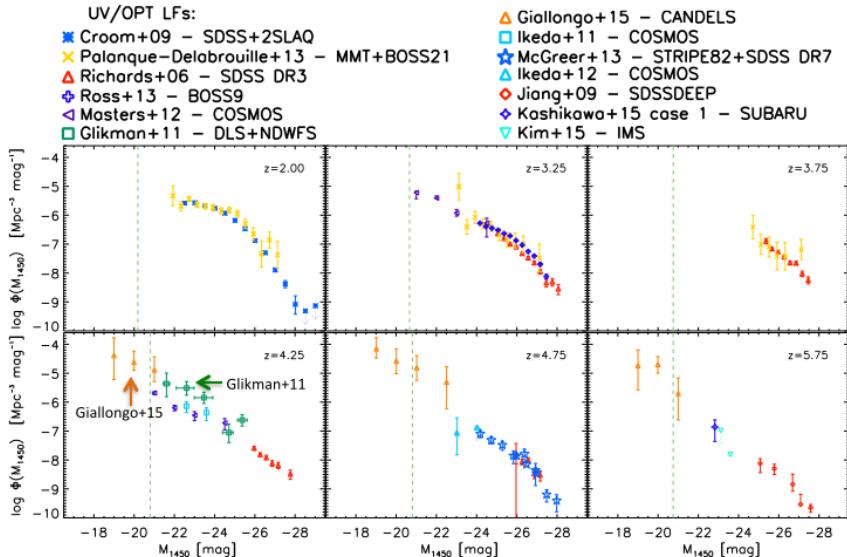 UV/OPT LFs:
Croom+09 - SDSS+2SLAQ
Palanque-Delabrouille+13 - MMT+BOSS21
Richards+06 - SDSS DR3
Ross+13 - BOSS9
Masters+12 - COSMOS
Glikman+11 - DLS+NDWFS
Giallongo+15 - CANDELS
Ikeda+11 - COSMOS
McGreer+13 - STRIPE82+SDSS DR7
Ikeda+12 - COSMOS
Jiang+09 - SDSSDEEP
Kashikawa+15 case 1 - SUBARU
Kim+15 - IMS
log Φ(M₁₄₅₀) [Mpc⁻³ mag⁻¹]
-4
-5
-6
-7
-8
-9
-10
z=2.00
z=3.25
z=3.75
log Φ(M₁₄₅₀) [Mpc⁻³ mag⁻¹]
-4
-5
-6
-7
-8
-9
-10
z=4.25
Glikman+11
Giallongo+15
z=4.75
z=5.75
-18 -20 -22 -24 -26 -28
-18 -20 -22 -24 -26 -28
-18 -20 -22 -24 -26 -28
M₁₄₅₀ [mag]
M₁₄₅₀ [mag]
M₁₄₅₀ [mag]